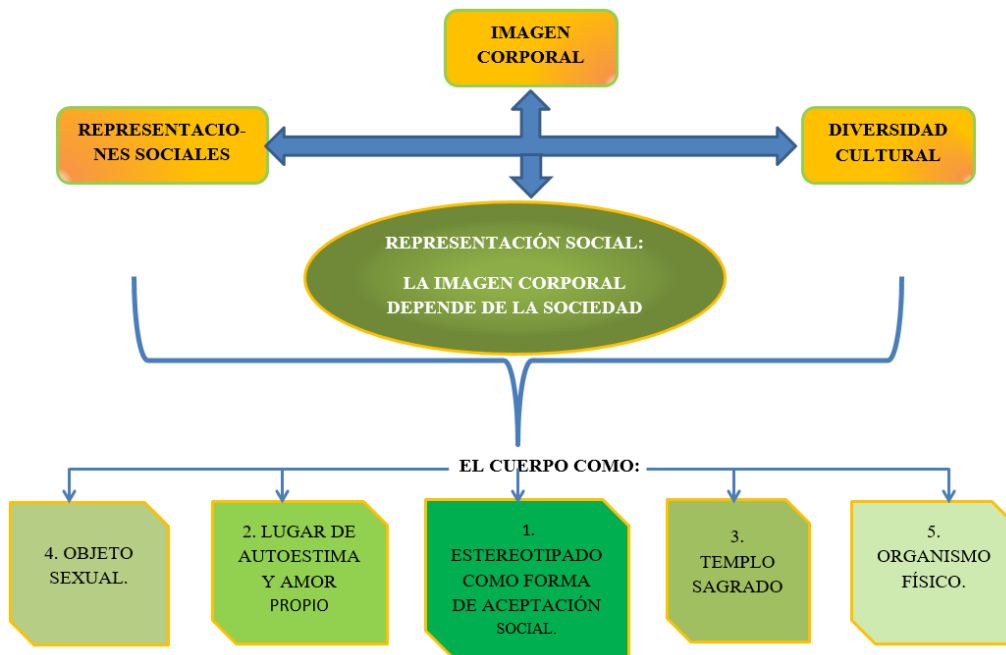 IMAGEN
CORPORAL
REPRESENTACIO-
NES SOCIALES
DIVERSIDAD
CULTURAL
REPRESENTACIÓN SOCIAL:
LA IMAGEN CORPORAL
DEPENDE DE LA SOCIEDAD
EL CUERPO COMO:
4. OBJETO
SEXUAL.
2. LUGAR DE
AUTOESTIMA
Y AMOR
PROPIO
1.
ESTEREOTIPADO
COMO FORMA
DE ACEPTACIÓN
SOCIAL.
3.
TEMPLO
SAGRADO
5.
ORGANISMO
FÍSICO.